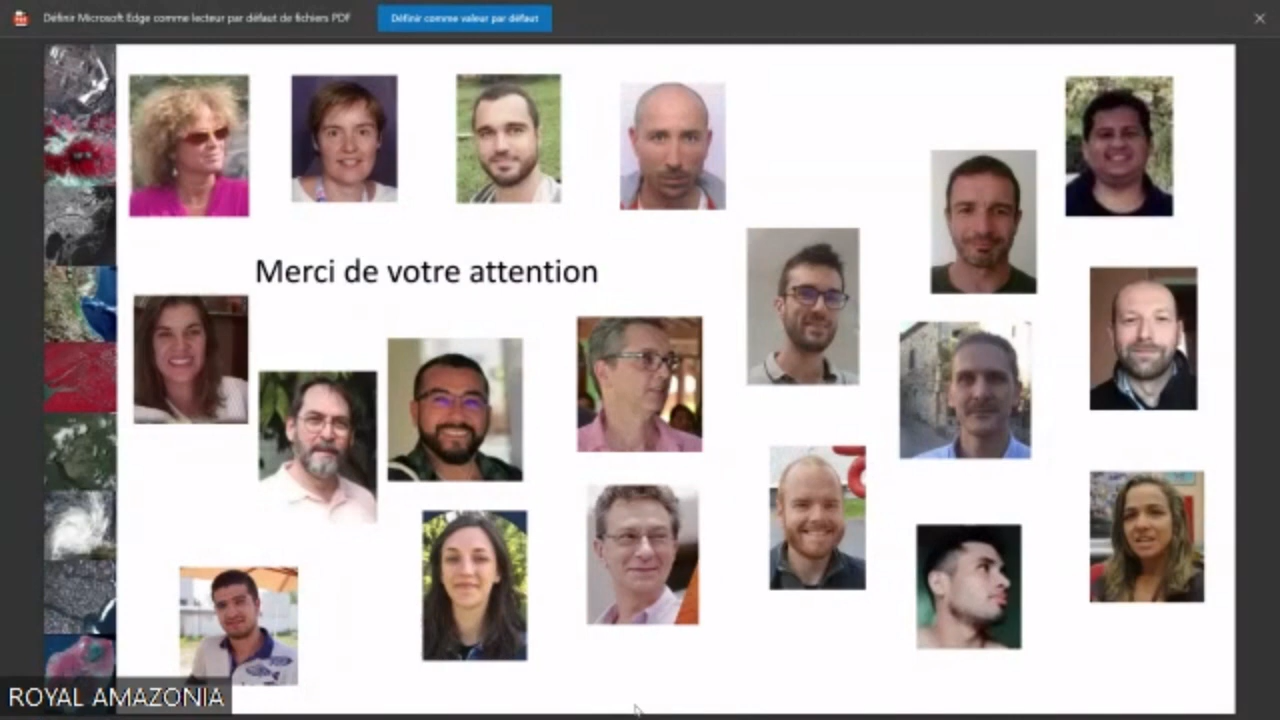 Définir Microsoft Edge comme lecteur par défaut de fichiers PDF
Définir comme valeur par défaut
Merci de votre attention
ROYAL AMAZONIA